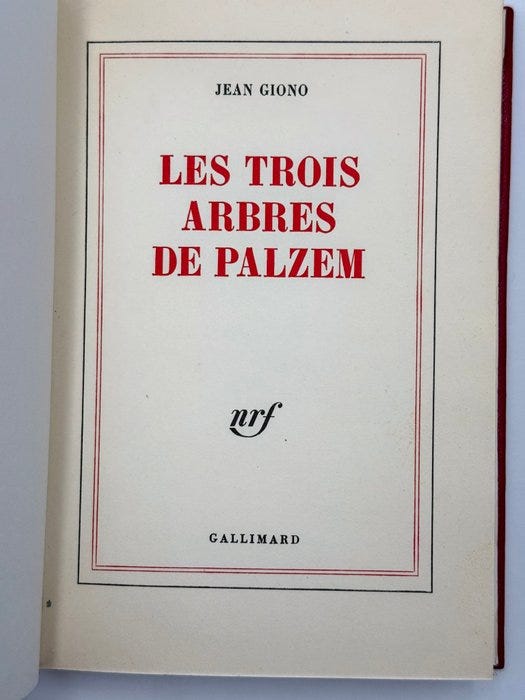 JEAN GIONO
LES TROIS
ARBRES
DE PALZEM
nrf
GALLIMARD